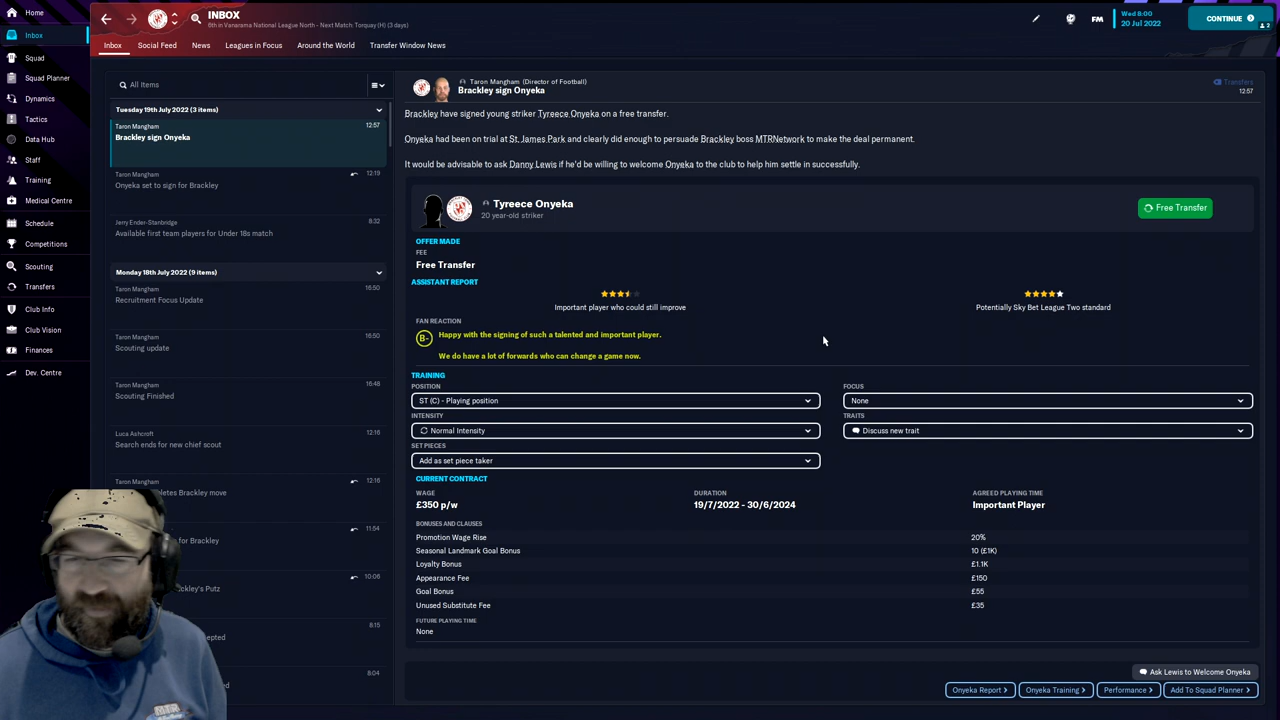 Home
Inbox
Squad
Squad Planner
Dynamics
Tactics
Data Hub
Staff
Training
Medical Centre
Schedule
Competitions
Scouting
Transfers
Club Info
Club Vision
Finances
Dev. Centre
INBOX
6th in Vanarama National League North - Next Match: Torquay (H) (3 days)
FM
Wed 8:00
20 Jul 2022
CONTINUE
2
Inbox
Social Feed
News
Leagues in Focus
Around the World
Transfer Window News
All Items
Tuesday 19th July 2022 (3 items)
Taron Mangham
12:57
Brackley sign Onyeka
Taron Mangham
12:19
Onyeka set to sign for Brackley
Jerry Ender-Stanbridge
8:32
Available first team players for Under 18s match
Monday 18th July 2022 (9 items)
Taron Mangham
16:50
Recruitment Focus Update
Taron Mangham
16:50
Scouting update
Taron Mangham
16:48
Scouting Finished
Luca Ashcroft
12:16
Search ends for new chief scout
Taron Mangham
12:16
letes Brackley move
11:54
for Brackley
10:06
ckley's Putz
8:15
epted
8:04
d
Taron Mangham (Director of Football)
Brackley sign Onyeka
Transfers
12:57
Brackley have signed young striker Tyreece Onyeka on a free transfer.
Onyeka had been on trial at St. James Park and clearly did enough to persuade Brackley boss MTRNetwork to make the deal permanent.
It would be advisable to ask Danny Lewis if he'd be willing to welcome Onyeka to the club to help him settle in successfully.
Tyreece Onyeka
20 year-old striker
Free Transfer
OFFER MADE
FEE
Free Transfer
ASSISTANT REPORT
Important player who could still improve
Potentially Sky Bet League Two standard
FAN REACTION
B-
Happy with the signing of such a talented and important player.
We do have a lot of forwards who can change a game now.
TRAINING
POSITION
ST (C) - Playing position
FOCUS
None
INTENSITY
Normal Intensity
TRAITS
Discuss new trait
SET PIECES
Add as set piece taker
CURRENT CONTRACT
WAGE
£350 p/w
DURATION
19/7/2022 - 30/6/2024
AGREED PLAYING TIME
Important Player
BONUSES AND CLAUSES
Promotion Wage Rise
20%
Seasonal Landmark Goal Bonus
10 (£1K)
Loyalty Bonus
£1.1K
Appearance Fee
£150
Goal Bonus
£55
Unused Substitute Fee
£35
FUTURE PLAYING TIME
None
Ask Lewis to Welcome Onyeka
Onyeka Report
Onyeka Training
Performance
Add To Squad Planner